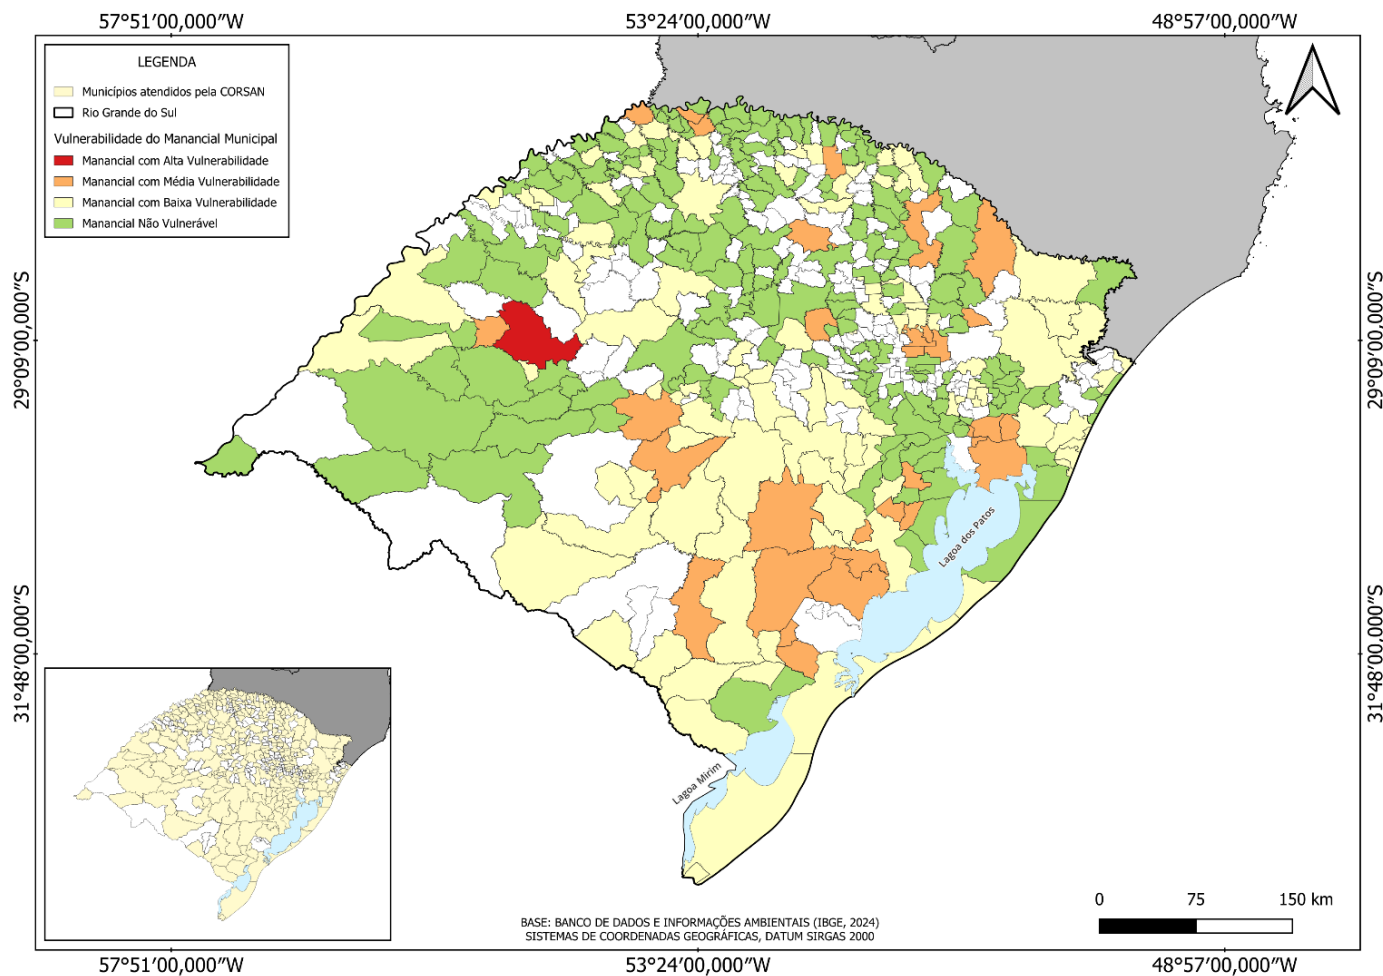 57°51′00,000″W
53°24′00,000″W
48°57′00,000″W
LEGENDA
Municípios atendidos pela CORSAN
Rio Grande do Sul
Vulnerabilidade do Manancial Municipal
Manancial com Alta Vulnerabilidade
Manancial com Média Vulnerabilidade
Manancial com Baixa Vulnerabilidade
Manancial Não Vulnerável
29°09′00,000″S
29°09′00,000″S
Lagoa dos Patos
31°48′00,000″S
31°48′00,000″S
Lagoa Mirim
0 75 150 km
BASE: BANCO DE DADOS E INFORMAÇÕES AMBIENTAIS (IBGE, 2024)
SISTEMAS DE COORDENADAS GEOGRÁFICAS, DATUM SIRGAS 2000
57°51′00,000″W
53°24′00,000″W
48°57′00,000″W